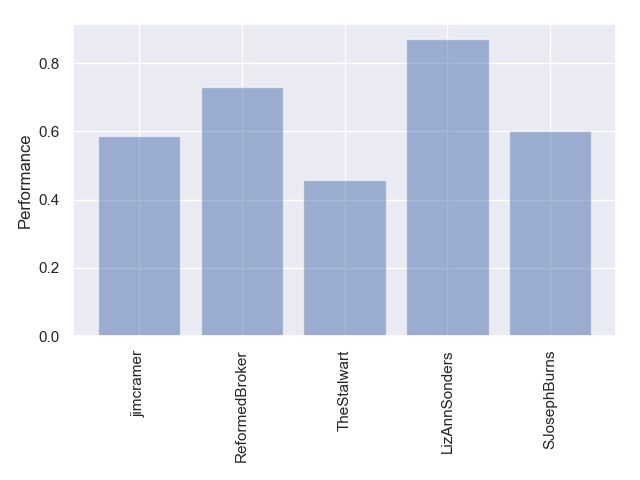 0.8
0.6
0.4
0.2
0.0
Performance
jimcramer
ReformedBroker
TheStalwart
LizAnnSonders
SJosephBurns